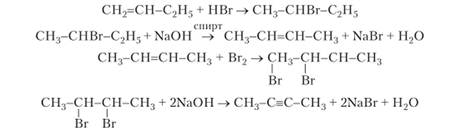 CH₂=CH–C₂H₅ + HBr → CH₃–CHBr–C₂H₅
спирт
CH₃–CHBr–C₂H₅ + NaOH → CH₃–CH=CH–CH₃ + NaBr + H₂O
CH₃–CH=CH–CH₃ + Br₂ → CH₃–CH–CH–CH₃
Br Br
CH₃–CH–CH–CH₃ + 2NaOH → CH₃–C≡C–CH₃ + 2NaBr + H₂O
Br Br